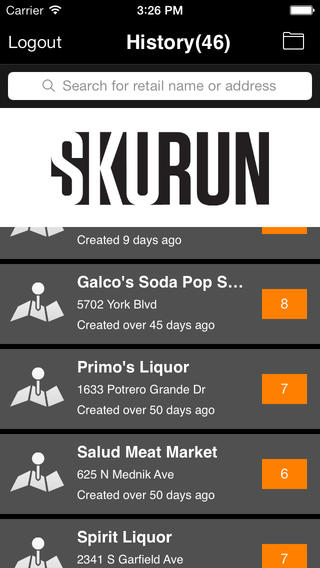 Carrier 3:26 PM
Logout History(46)
Search for retail name or address
SKURUN
Created 9 days ago
Galco's Soda Pop S...
5702 York Blvd
Created over 45 days ago
8
Primo's Liquor
1633 Potrero Grande Dr
Created over 50 days ago
7
Salud Meat Market
625 N Mednik Ave
Created over 50 days ago
6
Spirit Liquor
2341 S Garfield Ave
7